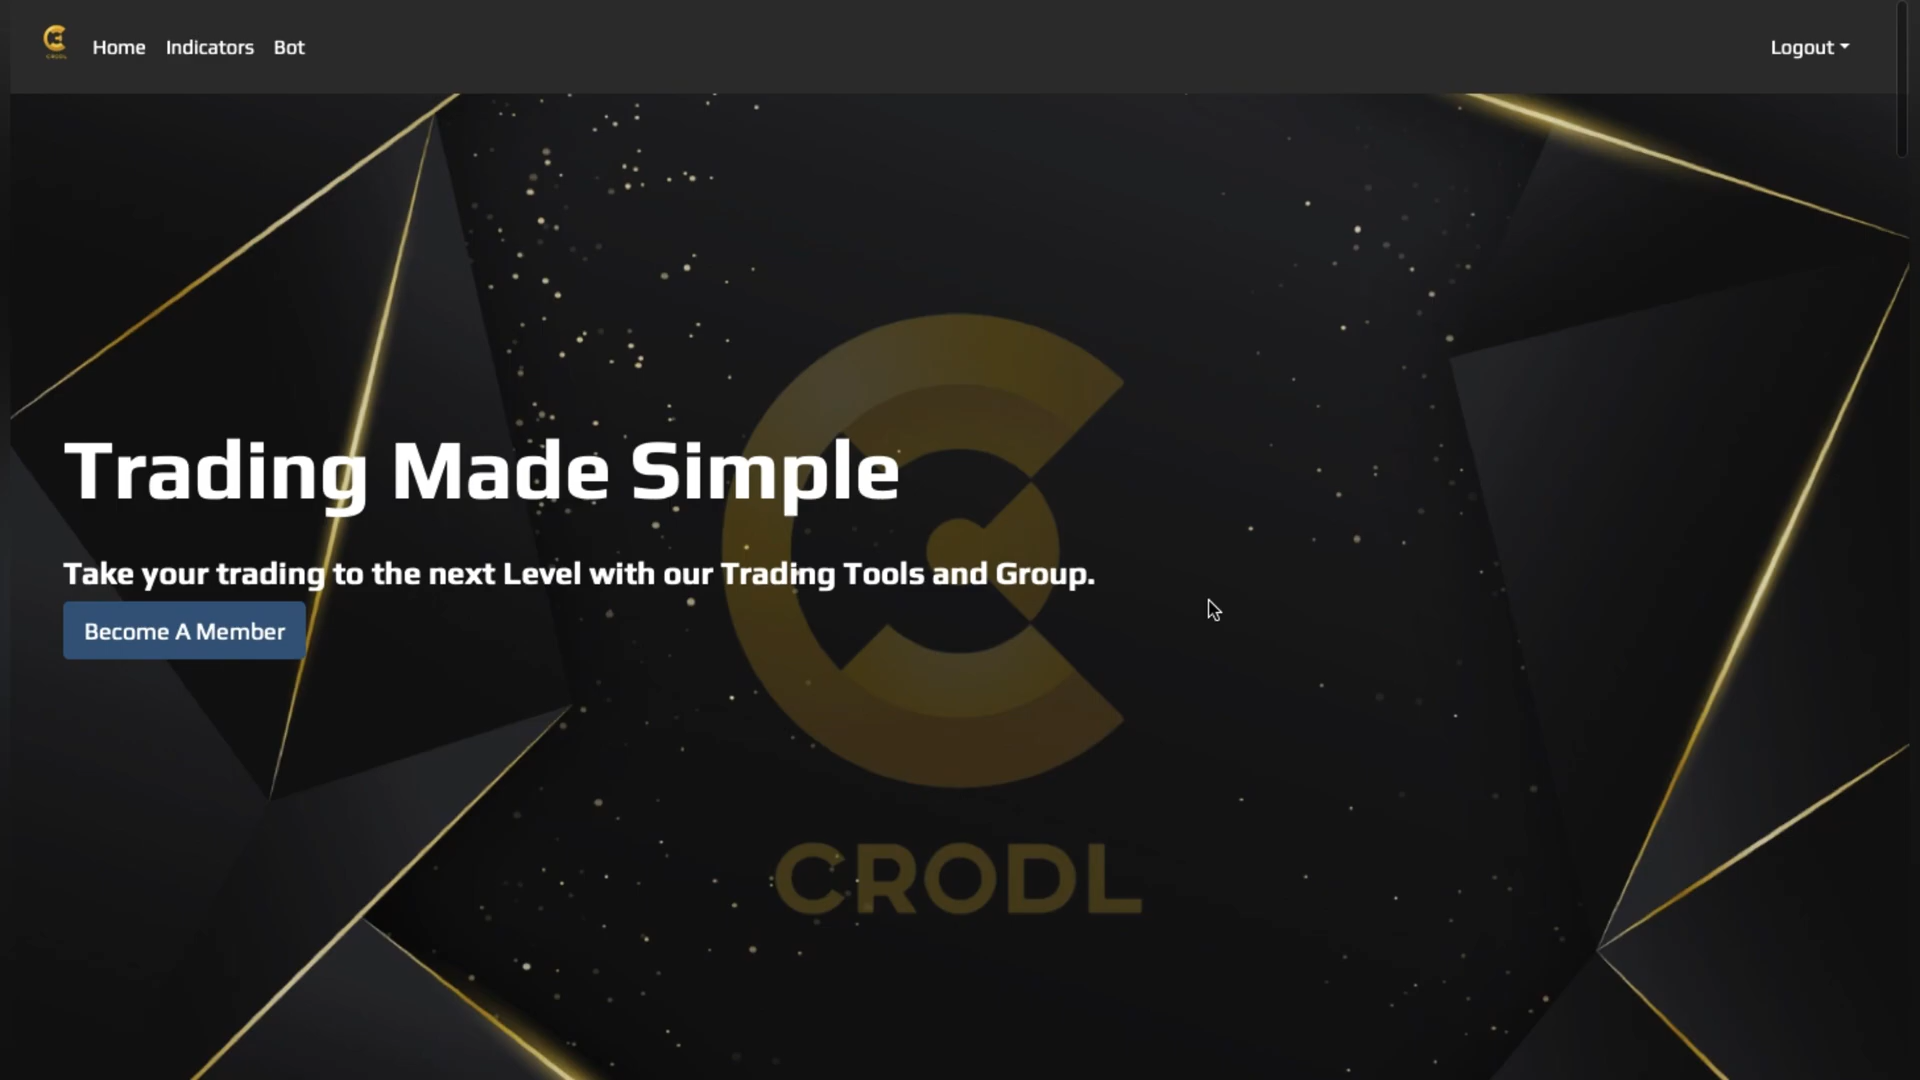 CRODL
Home Indicators Bot
Logout
Trading Made Simple
Take your trading to the next Level with our Trading Tools and Group.
Become A Member
CRODL